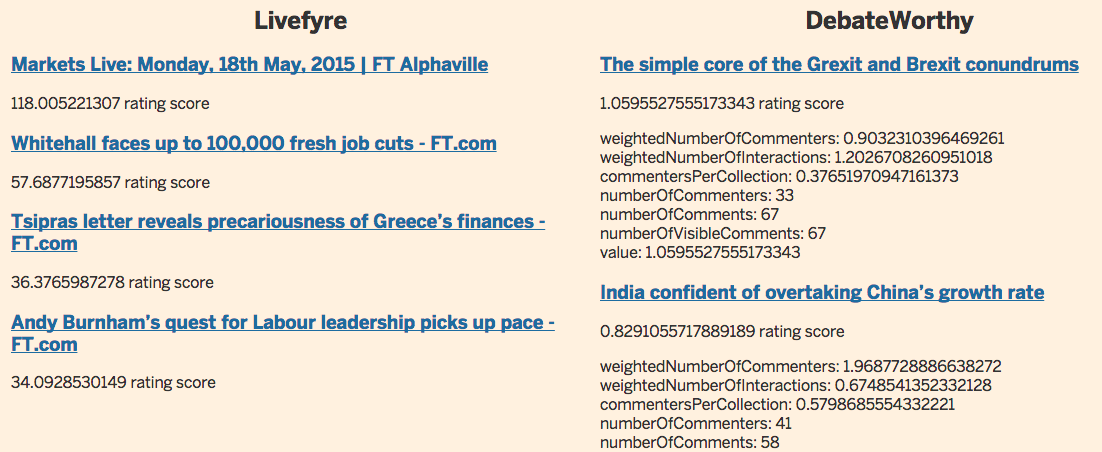 Livefyre
Markets Live: Monday, 18th May, 2015 | FT Alphaville
118.005221307 rating score
Whitehall faces up to 100,000 fresh job cuts - FT.com
57.6877195857 rating score
Tsipras letter reveals precariousness of Greece's finances -
FT.com
36.3765987278 rating score
Andy Burnham's quest for Labour leadership picks up pace -
FT.com
34.0928530149 rating score
DebateWorthy
The simple core of the Grexit and Brexit conundrums
1.0595527555173343 rating score
weightedNumberOfCommenters: 0.9032310396469261
weightedNumberOfInteractions: 1.2026708260951018
commentersPerCollection: 0.37651970947161373
numberOfCommenters: 33
numberOfComments: 67
numberOfVisibleComments: 67
value: 1.0595527555173343
India confident of overtaking China's growth rate
0.8291055717889189 rating score
weightedNumberOfCommenters: 1.9687728886638272
weightedNumberOfInteractions: 0.6748541352332128
commentersPerCollection: 0.5798685554332221
numberOfCommenters: 41
numberOfComments: 58